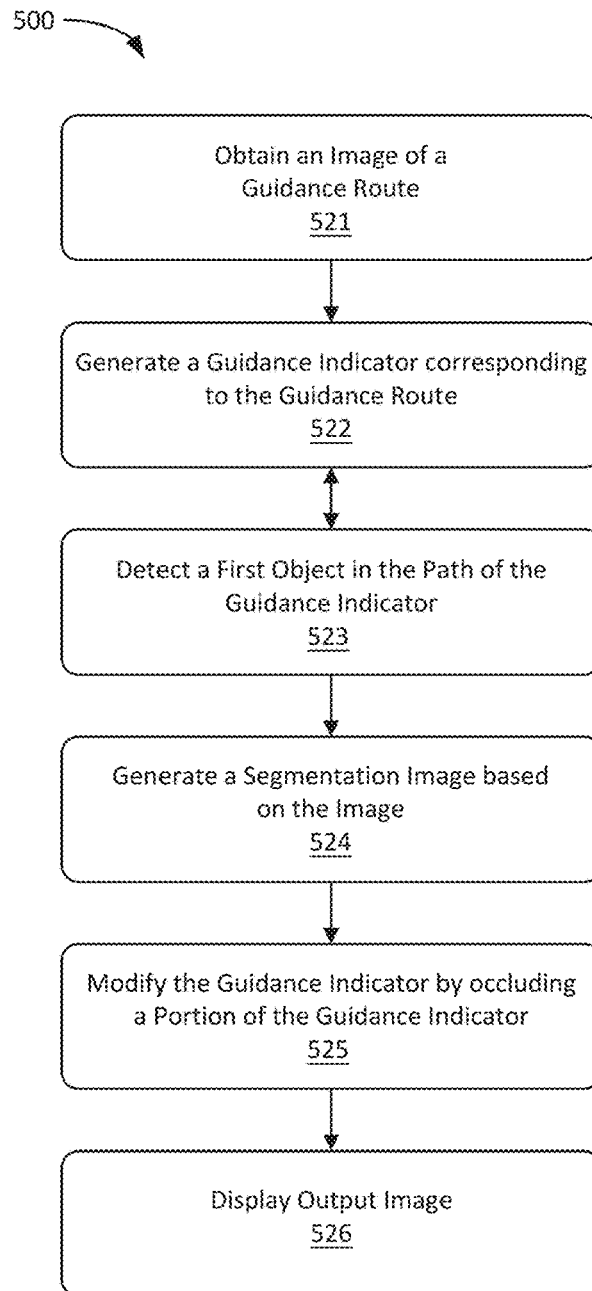 500
Obtain an Image of a
Guidance Route
521
Generate a Guidance Indicator corresponding
to the Guidance Route
522
Detect a First Object in the Path of the
Guidance Indicator
523
Generate a Segmentation Image based
on the Image
524
Modify the Guidance Indicator by occluding
a Portion of the Guidance Indicator
525
Display Output Image
526